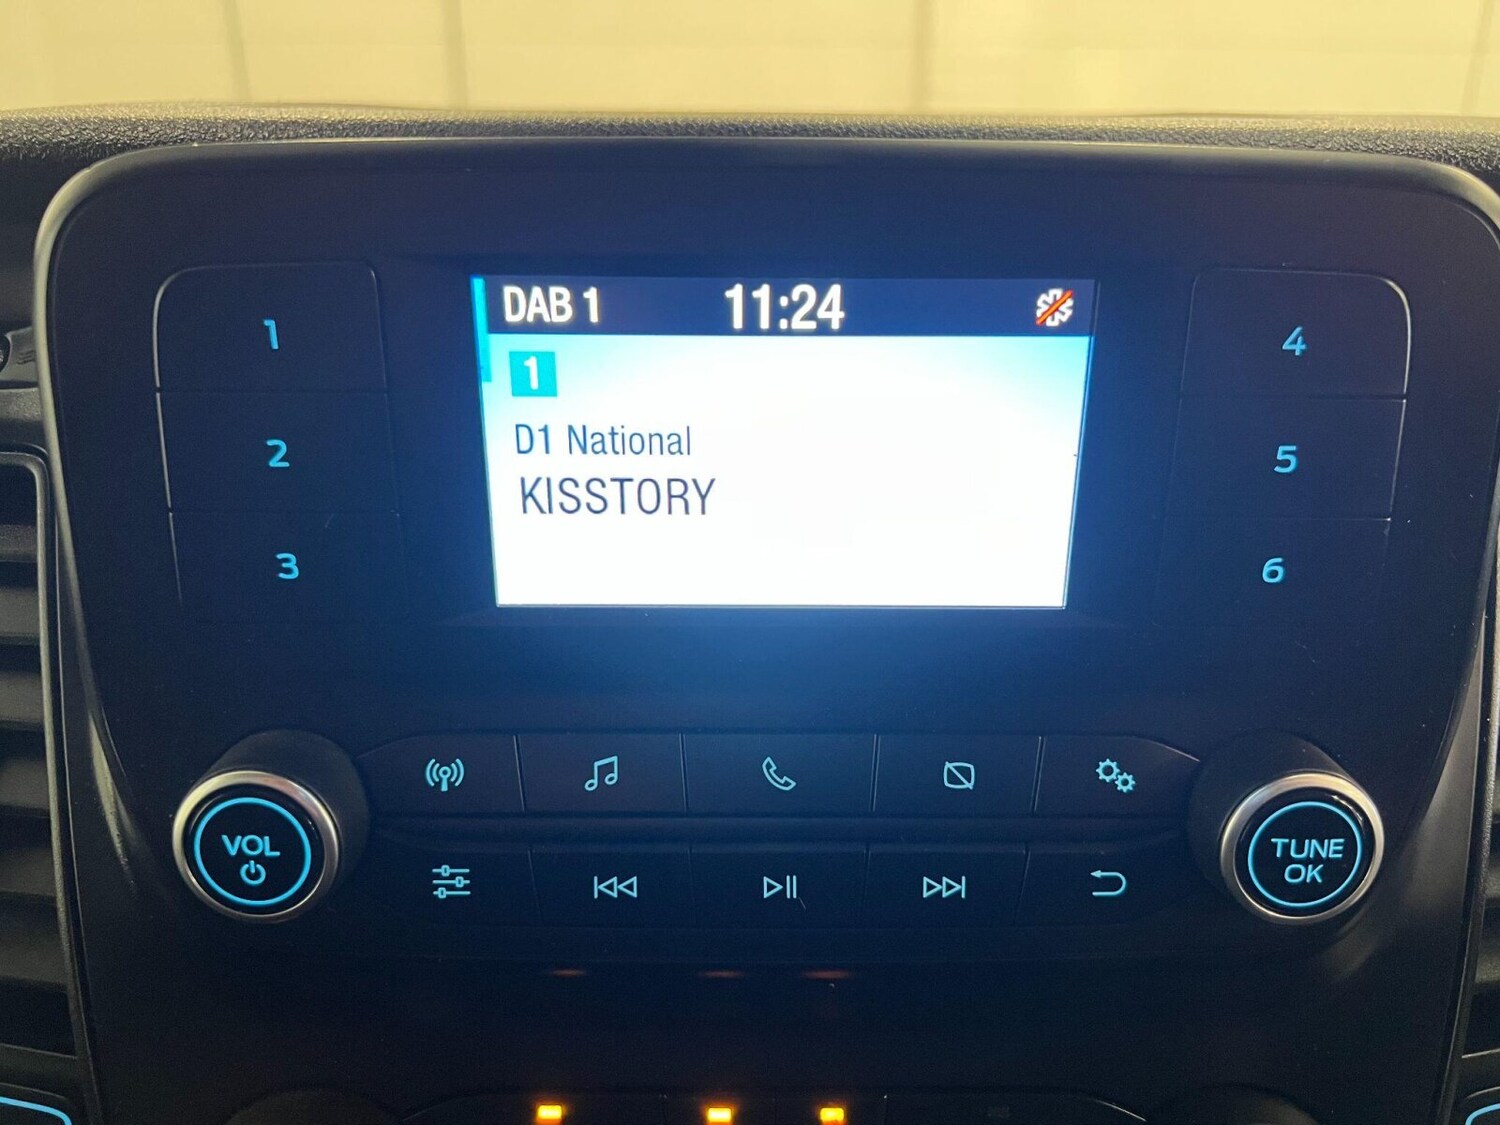 DAB 1 11:24
1
D1 National
KISSTORY
1
2
3
4
5
6
VOL
TUNE
OK